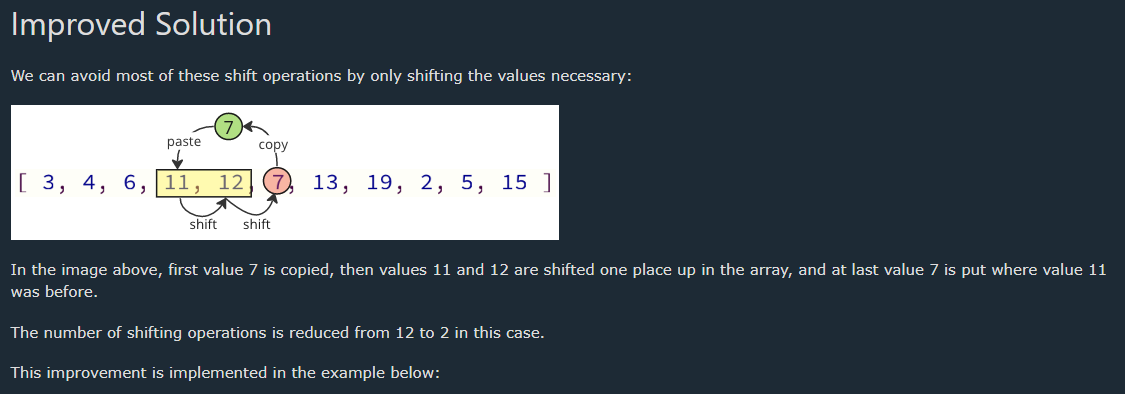 Improved Solution
We can avoid most of these shift operations by only shifting the values necessary:
7
paste
copy
[ 3, 4, 6, 11, 12, 7, 13, 19, 2, 5, 15 ]
shift shift
In the image above, first value 7 is copied, then values 11 and 12 are shifted one place up in the array, and at last value 7 is put where value 11
was before.
The number of shifting operations is reduced from 12 to 2 in this case.
This improvement is implemented in the example below: